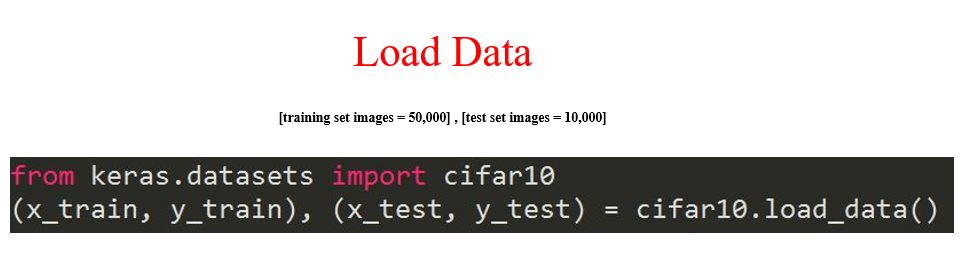 Load Data
[training set images = 50,000] , [test set images = 10,000]
from keras.datasets import cifar10
(x_train, y_train), (x_test, y_test) = cifar10.load_data()